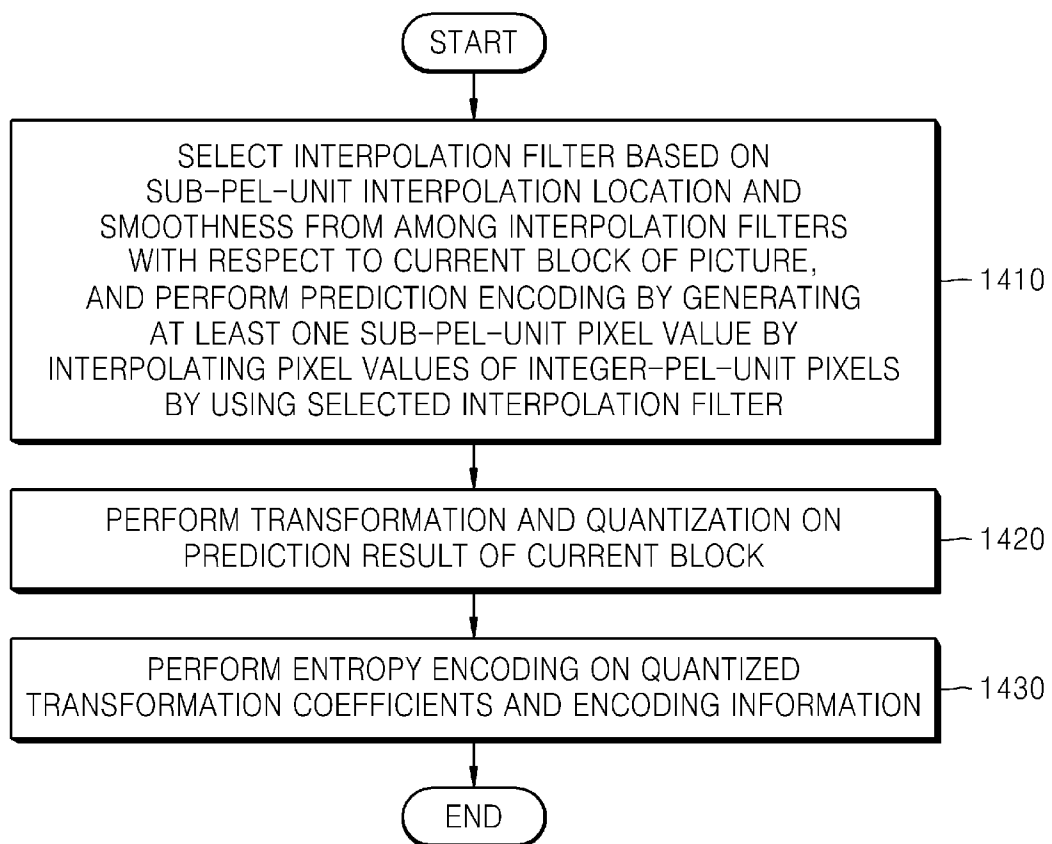 START
SELECT INTERPOLATION FILTER BASED ON
SUB-PEL-UNIT INTERPOLATION LOCATION AND
SMOOTHNESS FROM AMONG INTERPOLATION FILTERS
WITH RESPECT TO CURRENT BLOCK OF PICTURE,
AND PERFORM PREDICTION ENCODING BY GENERATING
AT LEAST ONE SUB-PEL-UNIT PIXEL VALUE BY
INTERPOLATING PIXEL VALUES OF INTEGER-PEL-UNIT PIXELS
BY USING SELECTED INTERPOLATION FILTER
1410
PERFORM TRANSFORMATION AND QUANTIZATION ON
PREDICTION RESULT OF CURRENT BLOCK
1420
PERFORM ENTROPY ENCODING ON QUANTIZED
TRANSFORMATION COEFFICIENTS AND ENCODING INFORMATION
1430
END